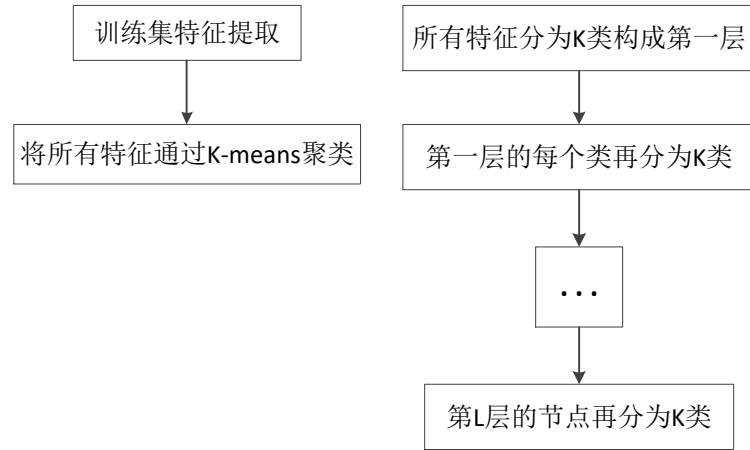 训练集特征提取
将所有特征通过K-means聚类
所有特征分为K类构成第一层
第一层的每个类再分为K类
...
第L层的节点再分为K类